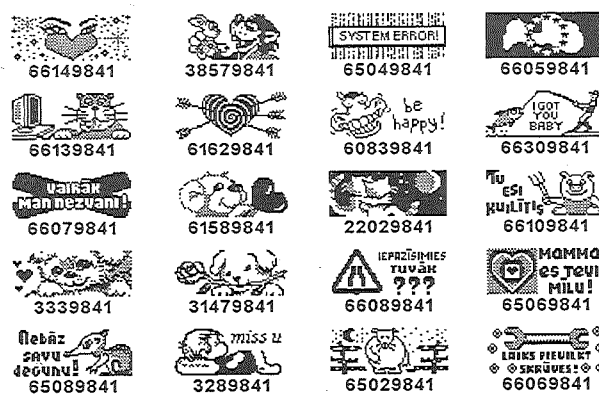 SYSTEM ERROR!
66149841
38579841
65049841
66059841
be
happy!
I GOT
YOU
BABY
66139841
61629841
60839841
66309841
VAIRĀK
Man nezvani!
TU
ESI
KUILĪTIS
66079841
61589841
22029841
66109841
IEPAZĪSIMIES
TUVĀK
???
MAMMA
ES TEVI
MĪLU!
3339841
31479841
66089841
65069841
Nebāz
savu
degunu!
miss u
LAIKS PIEVILKT
SKRŪVES!
65089841
3289841
65029841
66069841